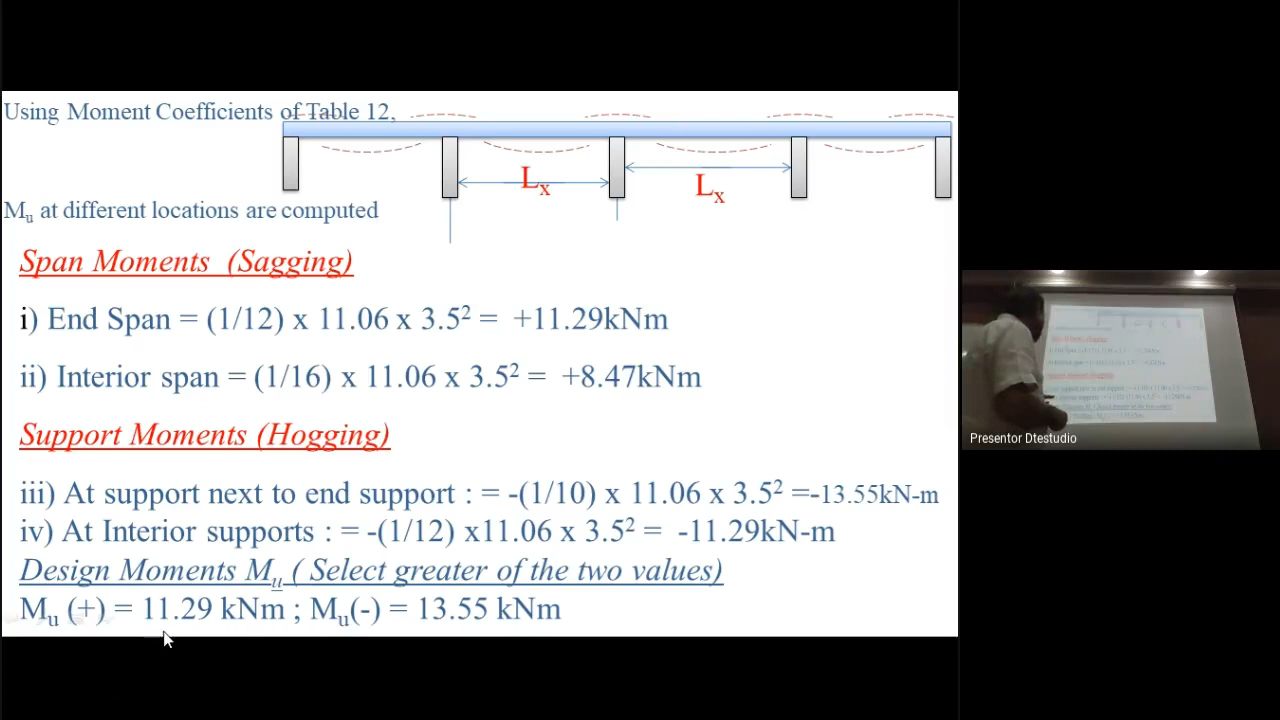 Using Moment Coefficients of Table 12,
Lx
Lx
Mu at different locations are computed
Span Moments (Sagging)
i) End Span = (1/12) x 11.06 x 3.5² = +11.29kNm
ii) Interior span = (1/16) x 11.06 x 3.5² = +8.47kNm
Support Moments (Hogging)
iii) At support next to end support : = -(1/10) x 11.06 x 3.5² =-13.55kN-m
iv) At Interior supports : = -(1/12) x11.06 x 3.5² = -11.29kN-m
Design Moments Mu ( Select greater of the two values)
Mu (+) = 11.29 kNm ; Mu(-) = 13.55 kNm
Presentor Dtestudio